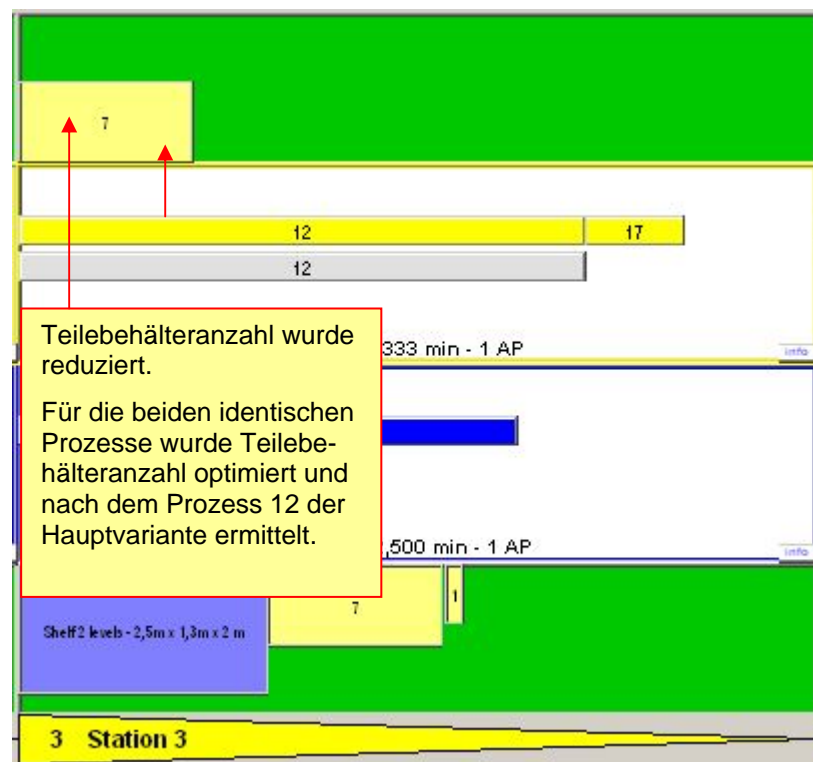 7
12 17
12
333 min - 1 AP
info
Teilebehälteranzahl wurde
reduziert.
Für die beiden identischen
Prozesse wurde Teilebe-
hälteranzahl optimiert und
nach dem Prozess 12 der
Hauptvariante ermittelt.
,500 min - 1 AP
info
Shelf 2 levels - 2,5m x 1,3m x 2 m
7
1
3 Station 3